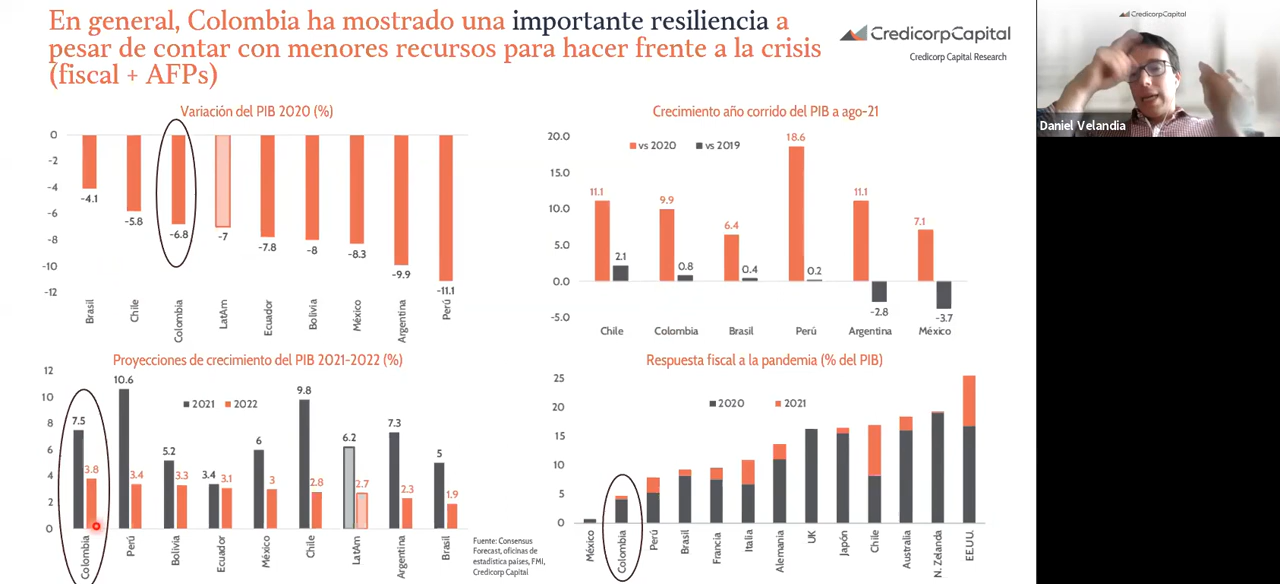 En general, Colombia ha mostrado una importante resiliencia a
pesar de contar con menores recursos para hacer frente a la crisis
(fiscal + AFPs)
CredicorpCapital
Credicorp Capital Research
CredicorpCapital
Daniel Velandia
Variación del PIB 2020 (%)
0
-2
-4
-6
-8
-10
-12
-4.1
-5.8
-6.8
-7
-7.8
-8
-8.3
-9.9
-11.1
Brasil
Chile
Colombia
LatAm
Ecuador
Bolivia
México
Argentina
Perú
Crecimiento año corrido del PIB a ago-21
vs 2020 vs 2019
20.0
15.0
10.0
5.0
0.0
-5.0
11.1 2.1
9.9 0.8
6.4 0.4
18.6 0.2
11.1 -2.8
7.1 -3.7
Chile Colombia Brasil Perú Argentina México
Proyecciones de crecimiento del PIB 2021-2022 (%)
2021 2022
12
10
8
6
4
2
0
7.5 3.8
10.6 3.4
5.2 3.3
3.4 3.1
6 3
9.8 2.8
6.2 2.7
7.3 2.3
5 1.9
Colombia
Perú
Bolivia
Ecuador
México
Chile
LatAm
Argentina
Brasil
Fuente: Consensus
Forecast, oficinas de
estadística países, FMI,
Credicorp Capital
Respuesta fiscal a la pandemia (% del PIB)
2020 2021
25
20
15
10
5
0
México
Colombia
Perú
Brasil
Francia
Italia
Alemania
UK
Japón
Chile
Australia
N. Zelanda
EE.UU.